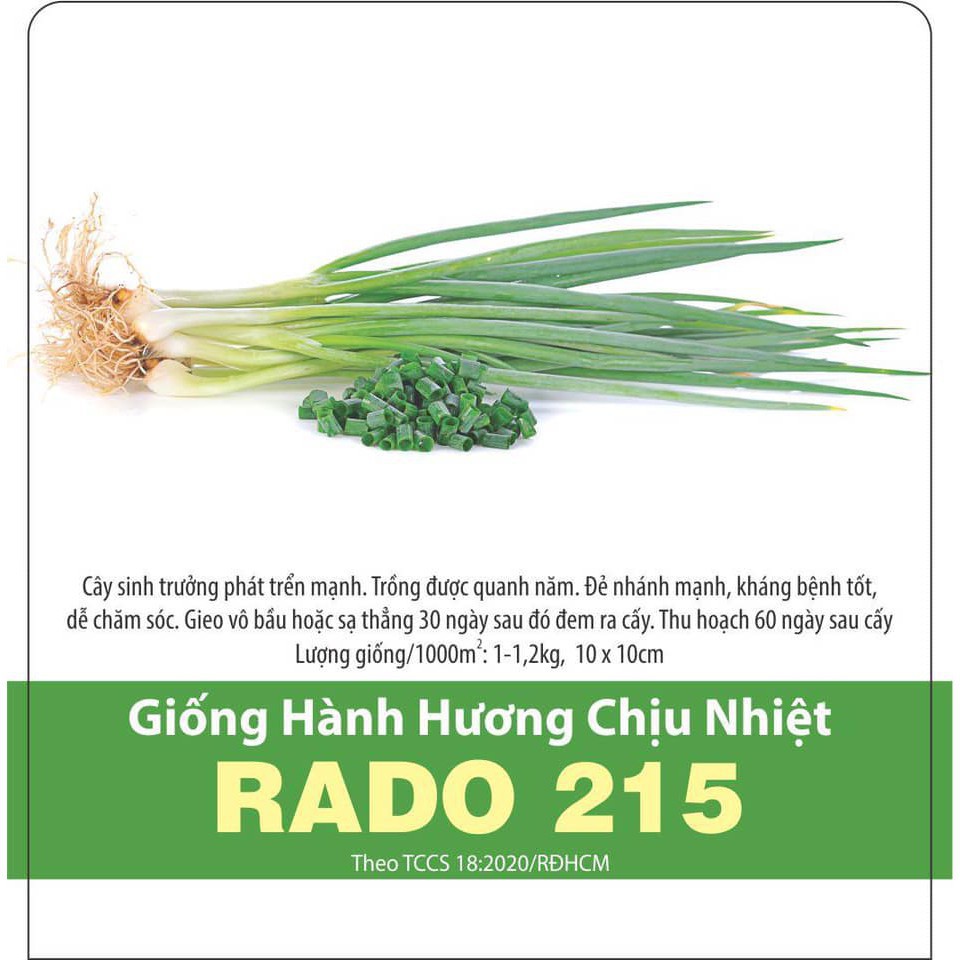 Cây sinh trưởng phát trển mạnh. Trồng được quanh năm. Đẻ nhánh mạnh, kháng bệnh tốt,
dễ chăm sóc. Gieo vô bầu hoặc sạ thẳng 30 ngày sau đó đem ra cấy. Thu hoạch 60 ngày sau cấy
Lượng giống/1000m²: 1-1,2kg, 10 x 10cm
Giống Hành Hương Chịu Nhiệt
RADO 215
Theo TCCS 18:2020/RĐHCM